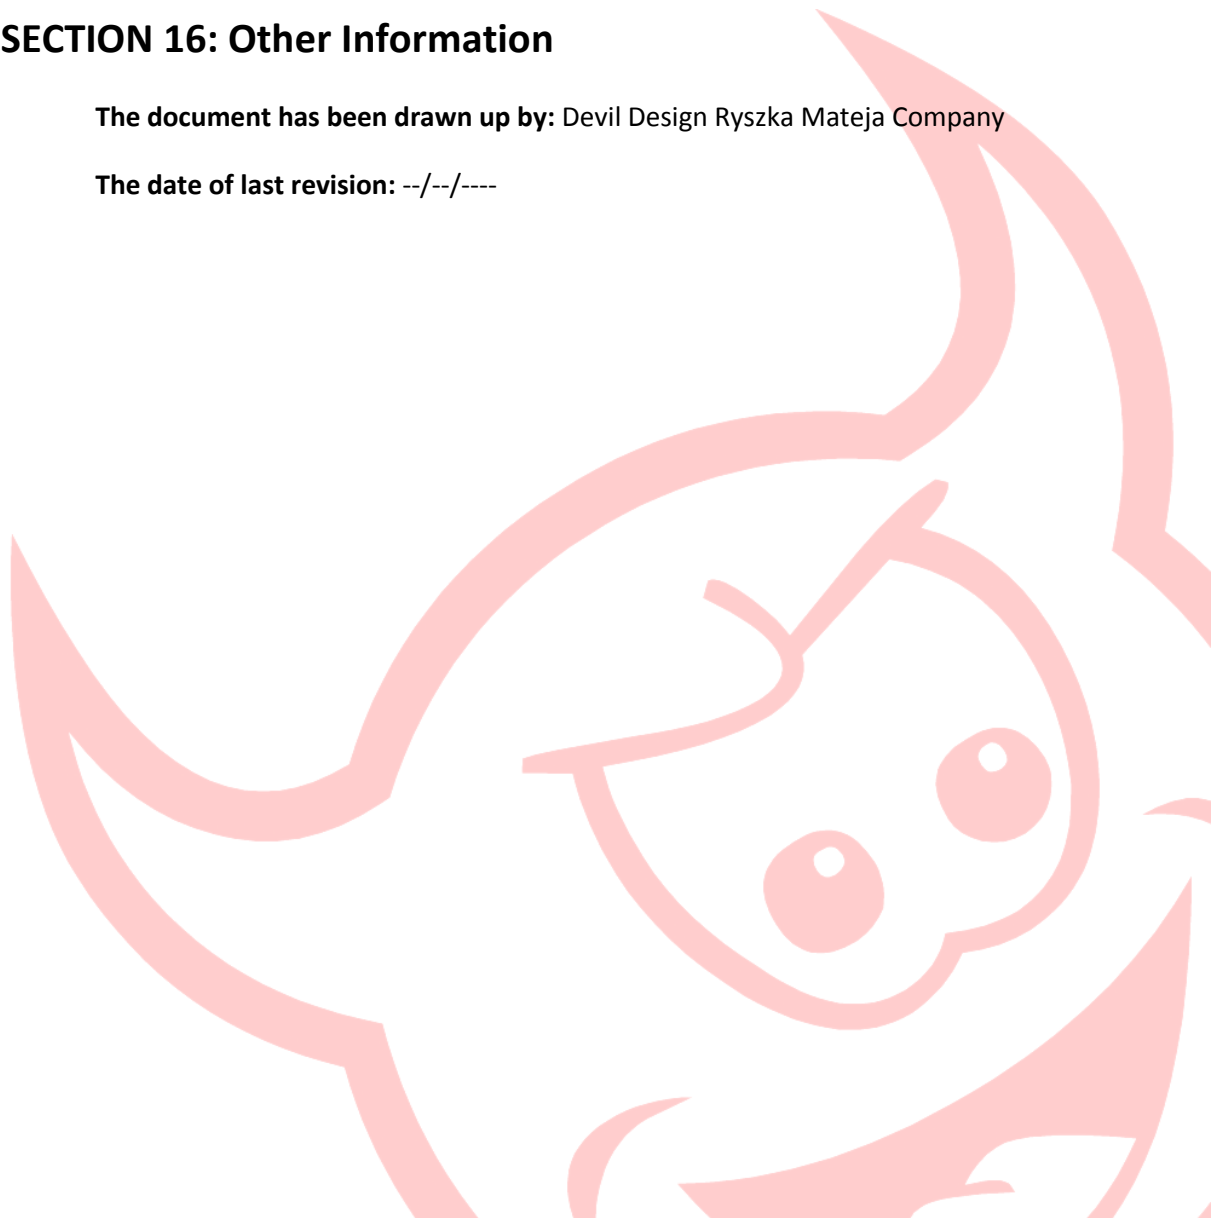 SECTION 16: Other Information
The document has been drawn up by: Devil Design Ryszka Mateja Company
The date of last revision: --/--/----